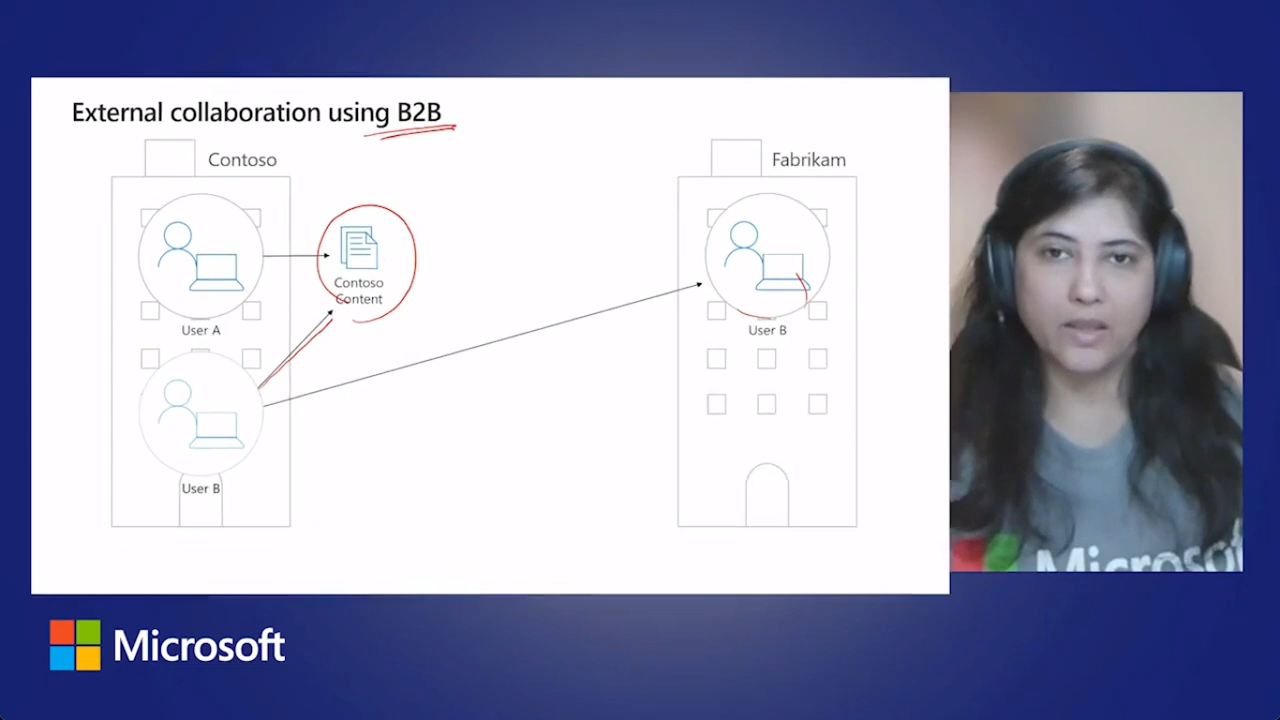 External collaboration using B2B
Contoso
Fabrikam
Contoso
Content
User A
User B
User B
Microsoft
Microsoft